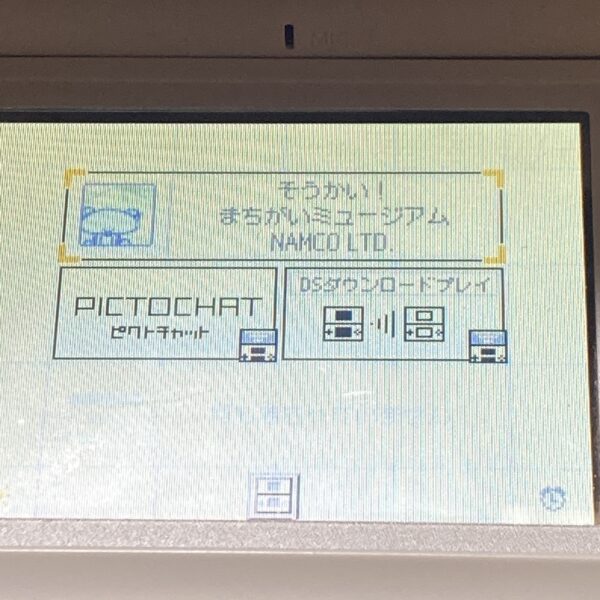 MIC.
そうかい！
まちがいミュージアム
NAMCO LTD.
PICTOCHAT
ピクトチャット
DSダウンロードプレイ